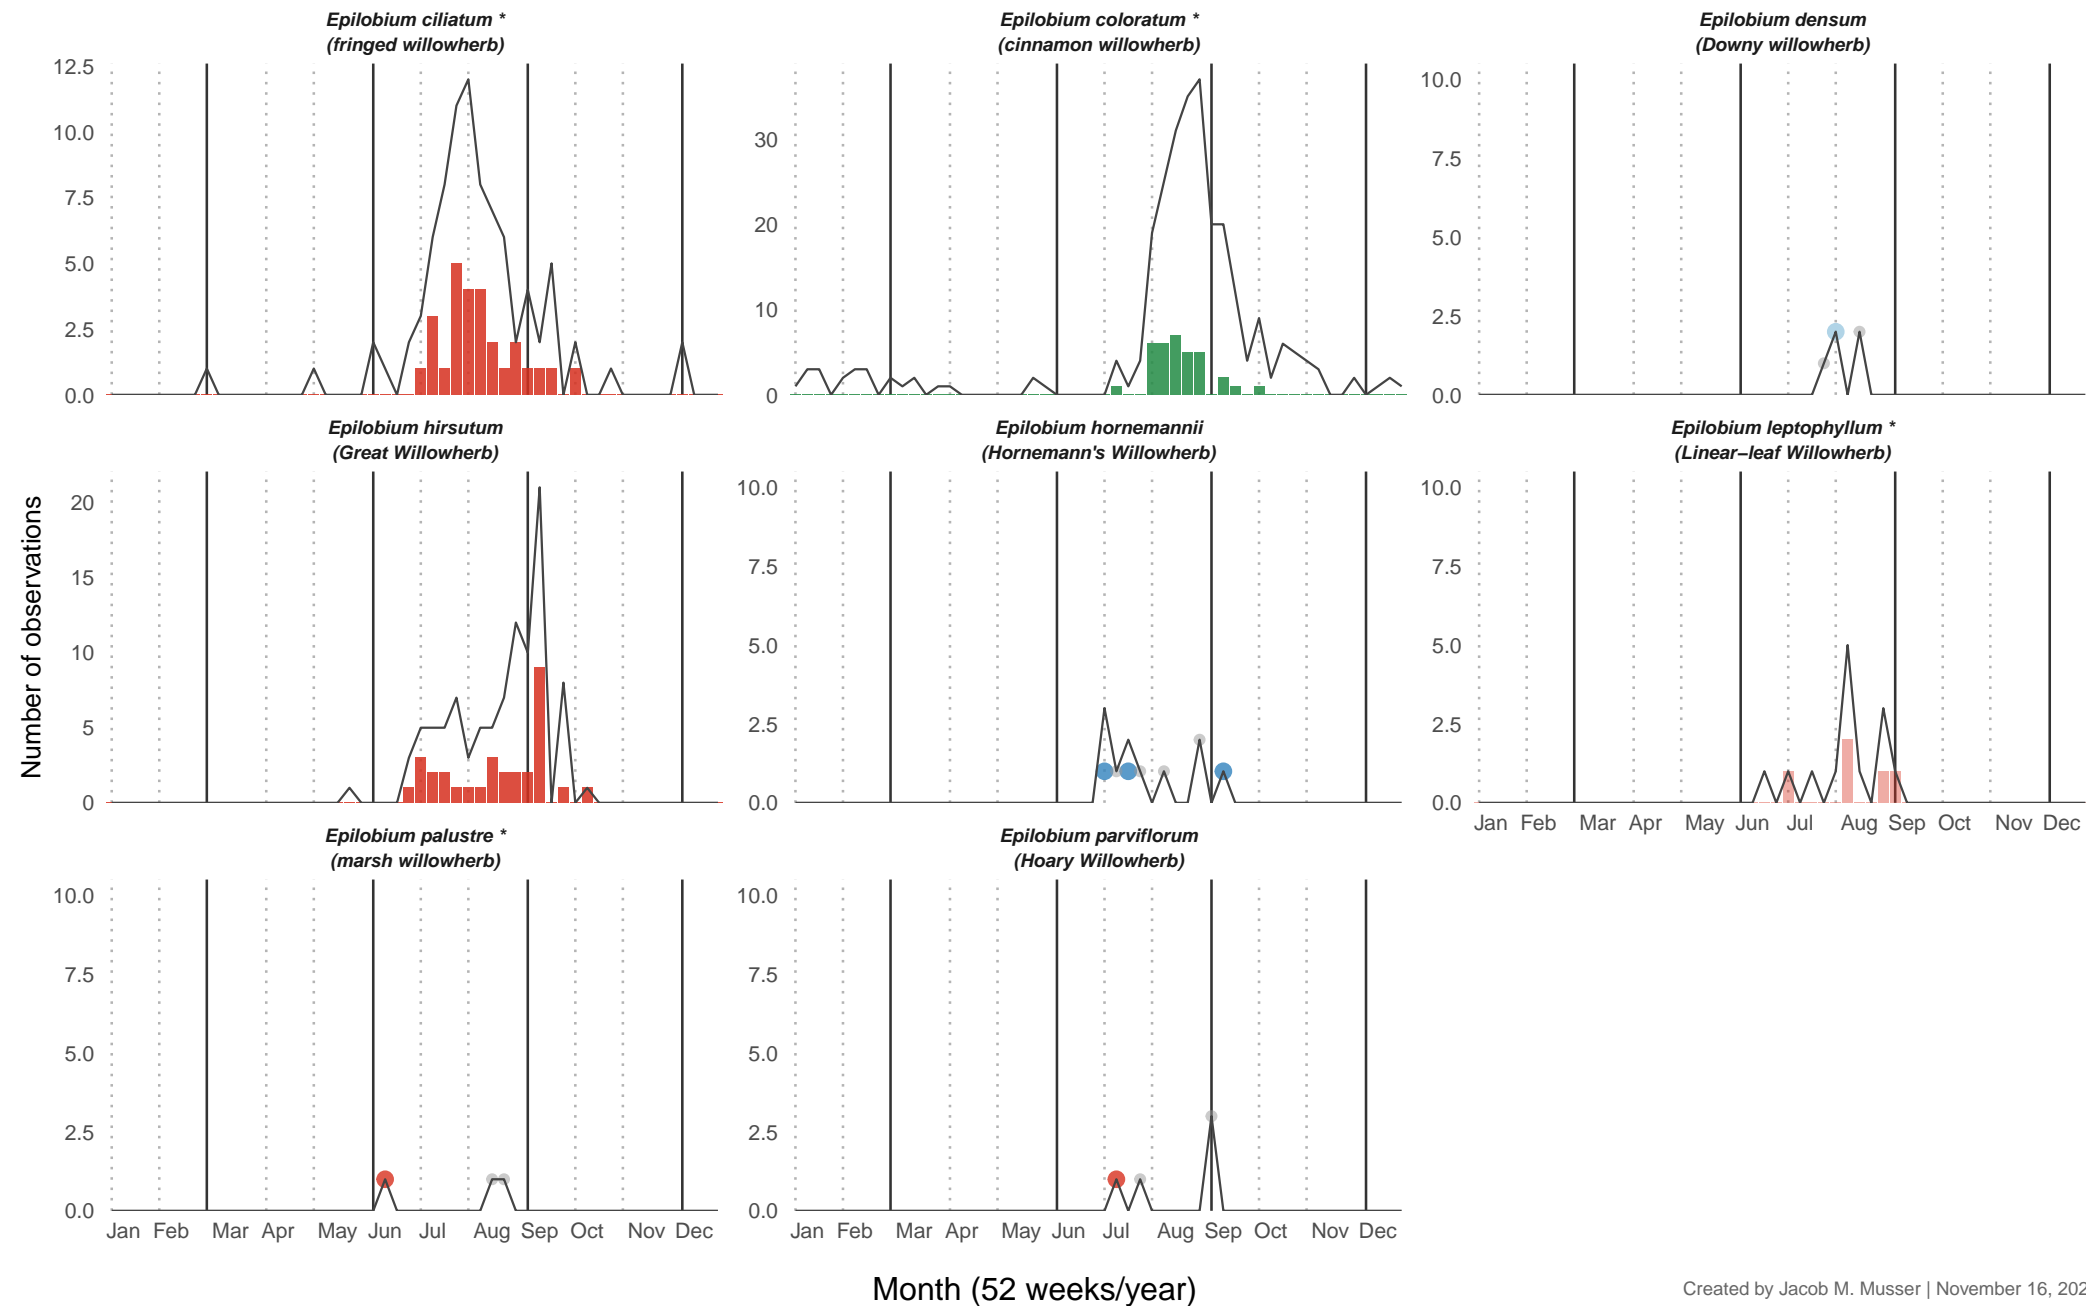 Epilobium ciliatum *
(fringed willowherb)
Epilobium coloratum *
(cinnamon willowherb)
Epilobium densum
(Downy willowherb)
12.5
10.0
7.5
5.0
2.5
0.0
30
20
10
0
10.0
7.5
5.0
2.5
0.0
Epilobium hirsutum
(Great Willowherb)
Epilobium hornemannii
(Hornemann's Willowherb)
Epilobium leptophyllum *
(Linear−leaf Willowherb)
Number of observations
20
15
10
5
0
10.0
7.5
5.0
2.5
0.0
10.0
7.5
5.0
2.5
0.0
Jan Feb Mar Apr May Jun Jul Aug Sep Oct Nov Dec
Epilobium palustre *
(marsh willowherb)
Epilobium parviflorum
(Hoary Willowherb)
10.0
7.5
5.0
2.5
0.0
10.0
7.5
5.0
2.5
0.0
Jan Feb Mar Apr May Jun Jul Aug Sep Oct Nov Dec
Jan Feb Mar Apr May Jun Jul Aug Sep Oct Nov Dec
Month (52 weeks/year)
Created by Jacob M. Musser | November 16, 202